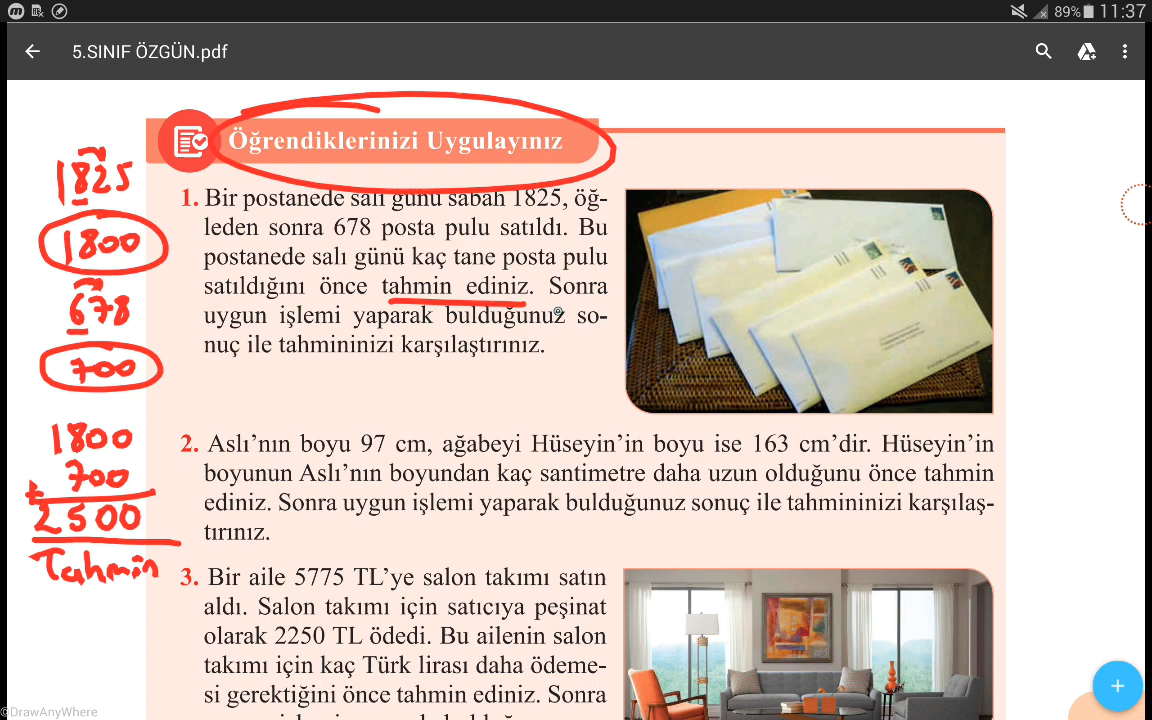 89% 11:37
5.SINIF ÖZGÜN.pdf
Öğrendiklerinizi Uygulayınız
1825
1800
678
700
1800
+ 700
2500
Tahmin
1. Bir postanede salı günü sabah 1825, öğ-
leden sonra 678 posta pulu satıldı. Bu
postanede salı günü kaç tane posta pulu
satıldığını önce tahmin ediniz. Sonra
uygun işlemi yaparak bulduğunuz so-
nuç ile tahmininizi karşılaştırınız.
2. Aslı’nın boyu 97 cm, ağabeyi Hüseyin’in boyu ise 163 cm’dir. Hüseyin’in
boyunun Aslı’nın boyundan kaç santimetre daha uzun olduğunu önce tahmin
ediniz. Sonra uygun işlemi yaparak bulduğunuz sonuç ile tahmininizi karşılaş-
tırınız.
3. Bir aile 5775 TL’ye salon takımı satın
aldı. Salon takımı için satıcıya peşinat
olarak 2250 TL ödedi. Bu ailenin salon
takımı için kaç Türk lirası daha ödeme-
si gerektiğini önce tahmin ediniz. Sonra
©DrawAnyWhere